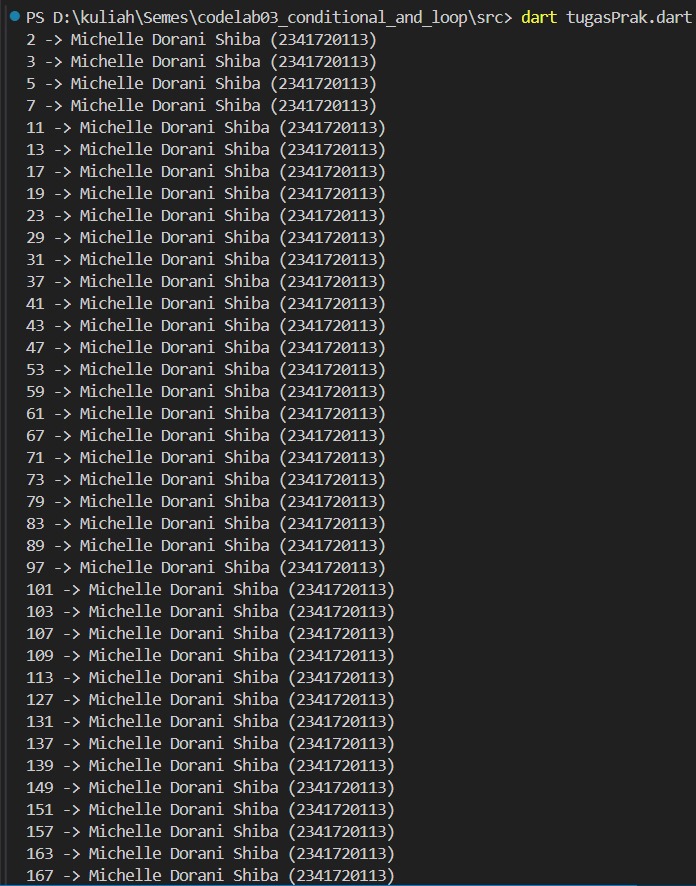 PS D:\kuliah\Semes\codelab03_conditional_and_loop\src> dart tugasPrak.dart
2 -> Michelle Dorani Shiba (2341720113)
3 -> Michelle Dorani Shiba (2341720113)
5 -> Michelle Dorani Shiba (2341720113)
7 -> Michelle Dorani Shiba (2341720113)
11 -> Michelle Dorani Shiba (2341720113)
13 -> Michelle Dorani Shiba (2341720113)
17 -> Michelle Dorani Shiba (2341720113)
19 -> Michelle Dorani Shiba (2341720113)
23 -> Michelle Dorani Shiba (2341720113)
29 -> Michelle Dorani Shiba (2341720113)
31 -> Michelle Dorani Shiba (2341720113)
37 -> Michelle Dorani Shiba (2341720113)
41 -> Michelle Dorani Shiba (2341720113)
43 -> Michelle Dorani Shiba (2341720113)
47 -> Michelle Dorani Shiba (2341720113)
53 -> Michelle Dorani Shiba (2341720113)
59 -> Michelle Dorani Shiba (2341720113)
61 -> Michelle Dorani Shiba (2341720113)
67 -> Michelle Dorani Shiba (2341720113)
71 -> Michelle Dorani Shiba (2341720113)
73 -> Michelle Dorani Shiba (2341720113)
79 -> Michelle Dorani Shiba (2341720113)
83 -> Michelle Dorani Shiba (2341720113)
89 -> Michelle Dorani Shiba (2341720113)
97 -> Michelle Dorani Shiba (2341720113)
101 -> Michelle Dorani Shiba (2341720113)
103 -> Michelle Dorani Shiba (2341720113)
107 -> Michelle Dorani Shiba (2341720113)
109 -> Michelle Dorani Shiba (2341720113)
113 -> Michelle Dorani Shiba (2341720113)
127 -> Michelle Dorani Shiba (2341720113)
131 -> Michelle Dorani Shiba (2341720113)
137 -> Michelle Dorani Shiba (2341720113)
139 -> Michelle Dorani Shiba (2341720113)
149 -> Michelle Dorani Shiba (2341720113)
151 -> Michelle Dorani Shiba (2341720113)
157 -> Michelle Dorani Shiba (2341720113)
163 -> Michelle Dorani Shiba (2341720113)
167 -> Michelle Dorani Shiba (2341720113)